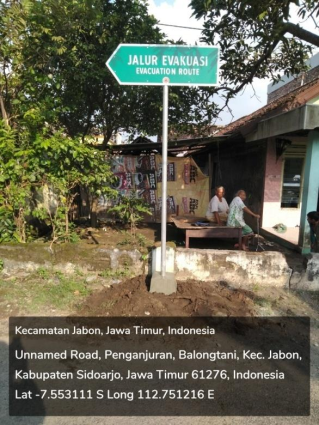 JALUR EVAKUASI
EVACUATION ROUTE
Kecamatan Jabon, Jawa Timur, Indonesia
Unnamed Road, Penganjuran, Balongtani, Kec. Jabon,
Kabupaten Sidoarjo, Jawa Timur 61276, Indonesia
Lat -7.553111 S Long 112.751216 E